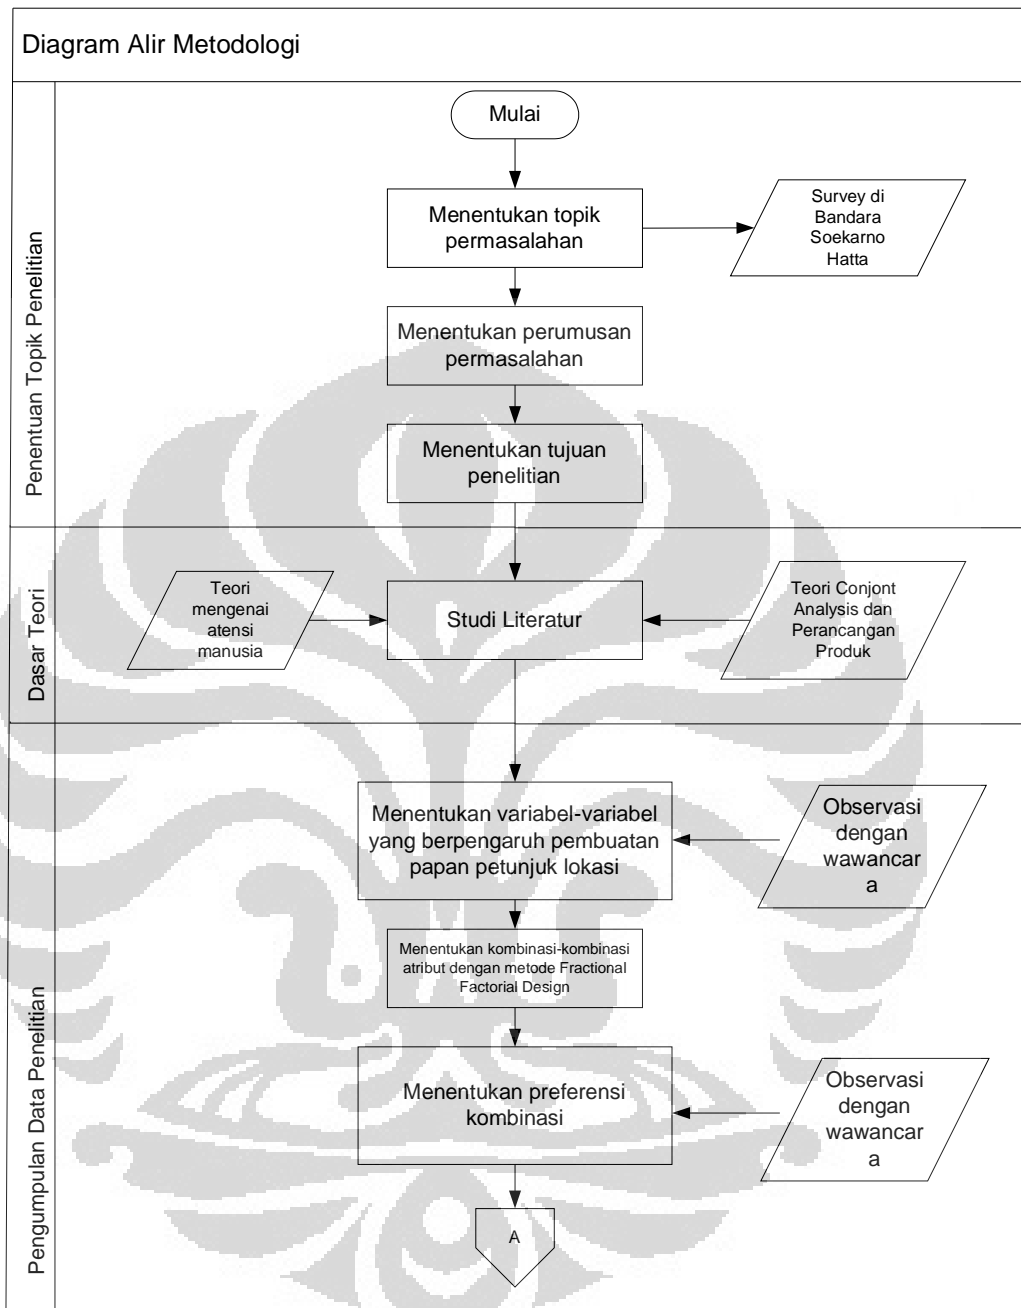 Diagram Alir Metodologi
Penentuan Topik Penelitian
Mulai
Menentukan topik
permasalahan
Survey di
Bandara
Soekarno
Hatta
Menentukan perumusan
permasalahan
Menentukan tujuan
penelitian
Dasar Teori
Teori
mengenai
atensi
manusia
Studi Literatur
Teori Conjont
Analysis dan
Perancangan
Produk
Pengumpulan Data Penelitian
Menentukan variabel-variabel
yang berpengaruh pembuatan
papan petunjuk lokasi
Observasi
dengan
wawancar
a
Menentukan kombinasi-kombinasi
atribut dengan metode Fractional
Factorial Design
Menentukan preferensi
kombinasi
Observasi
dengan
wawancar
a
A